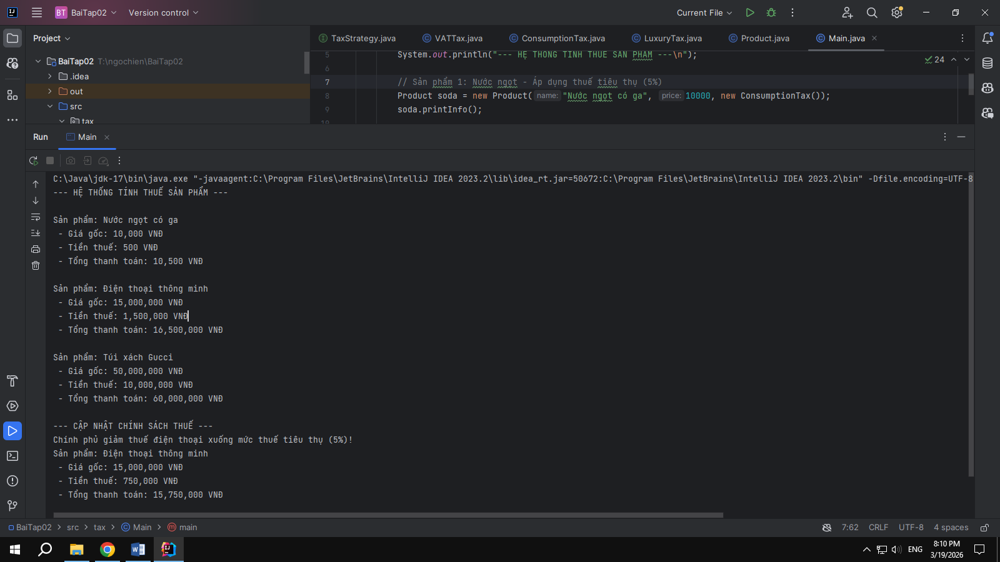 BT BaiTap02 Version control Current File
Project
TaxStrategy.java VATTax.java ConsumptionTax.java LuxuryTax.java Product.java Main.java
BaiTap02 T:\ngochien\BaiTap02
.idea
out
src
tax
24
5 System.out.println("--- HỆ THỐNG TÍNH THUẾ SẢN PHẨM ---\n");
6
7 // Sản phẩm 1: Nước ngọt - Áp dụng thuế tiêu thụ (5%)
8 Product soda = new Product( name: "Nước ngọt có ga", price: 10000, new ConsumptionTax());
9 soda.printInfo();
10
Run Main
C:\Java\jdk-17\bin\java.exe "-javaagent:C:\Program Files\JetBrains\IntelliJ IDEA 2023.2\lib\idea_rt.jar=50672:C:\Program Files\JetBrains\IntelliJ IDEA 2023.2\bin" -Dfile.encoding=UTF-8
--- HỆ THỐNG TÍNH THUẾ SẢN PHẨM ---
Sản phẩm: Nước ngọt có ga
- Giá gốc: 10,000 VNĐ
- Tiền thuế: 500 VNĐ
- Tổng thanh toán: 10,500 VNĐ
Sản phẩm: Điện thoại thông minh
- Giá gốc: 15,000,000 VNĐ
- Tiền thuế: 1,500,000 VNĐ
- Tổng thanh toán: 16,500,000 VNĐ
Sản phẩm: Túi xách Gucci
- Giá gốc: 50,000,000 VNĐ
- Tiền thuế: 10,000,000 VNĐ
- Tổng thanh toán: 60,000,000 VNĐ
--- CẬP NHẬT CHÍNH SÁCH THUẾ ---
Chính phủ giảm thuế điện thoại xuống mức thuế tiêu thụ (5%)!
Sản phẩm: Điện thoại thông minh
- Giá gốc: 15,000,000 VNĐ
- Tiền thuế: 750,000 VNĐ
- Tổng thanh toán: 15,750,000 VNĐ
BaiTap02 > src > tax > Main > main 7:62 CRLF UTF-8 4 spaces
ENG 8:10 PM
3/19/2026